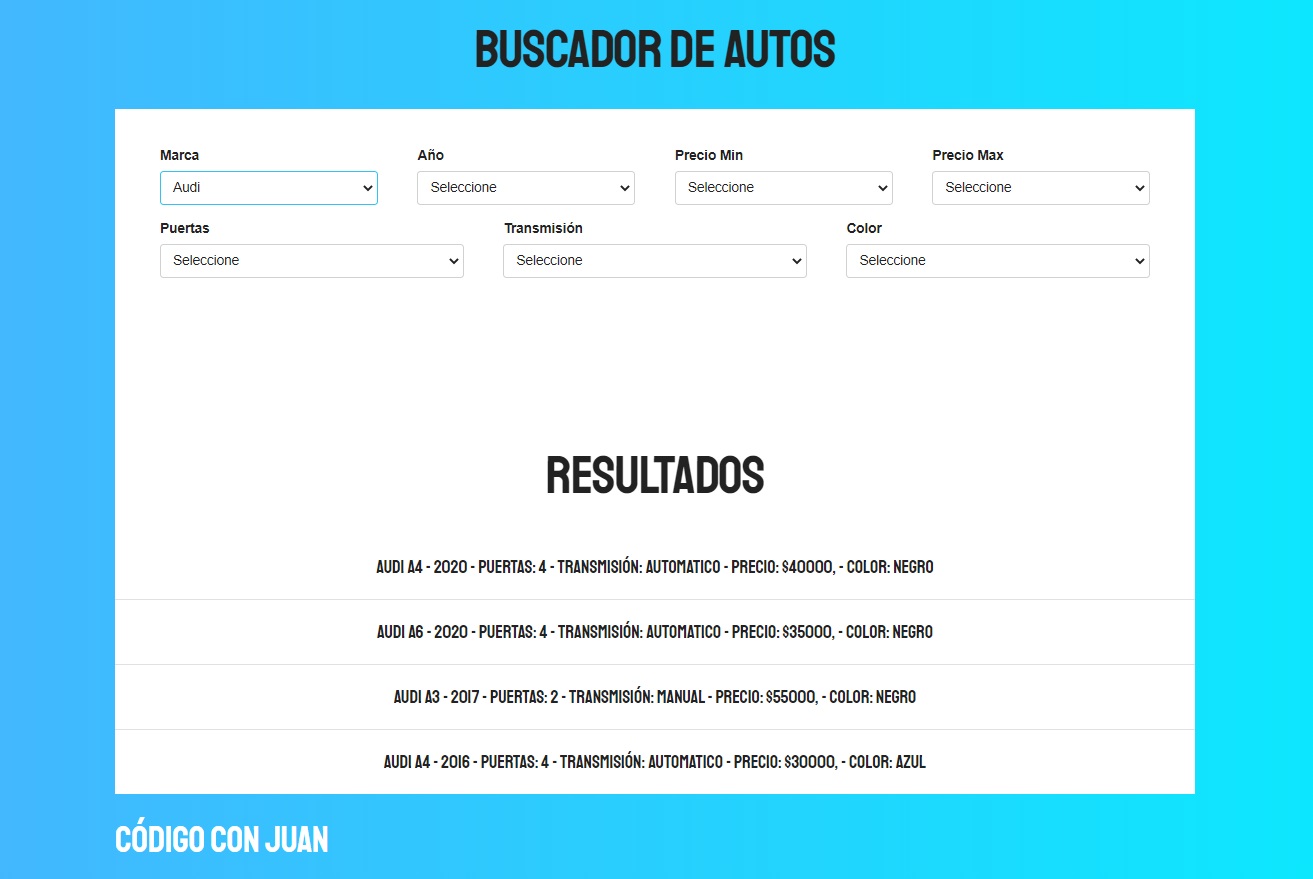 BUSCADOR DE AUTOS
Marca Año Precio Min Precio Max
Audi Seleccione Seleccione Seleccione
Puertas Transmisión Color
Seleccione Seleccione Seleccione
RESULTADOS
AUDI A4 - 2020 - PUERTAS: 4 - TRANSMISIÓN: AUTOMATICO - PRECIO: $40000, - COLOR: NEGRO
AUDI A6 - 2020 - PUERTAS: 4 - TRANSMISIÓN: AUTOMATICO - PRECIO: $35000, - COLOR: NEGRO
AUDI A3 - 2017 - PUERTAS: 2 - TRANSMISIÓN: MANUAL - PRECIO: $55000, - COLOR: NEGRO
AUDI A4 - 2016 - PUERTAS: 4 - TRANSMISIÓN: AUTOMATICO - PRECIO: $30000, - COLOR: AZUL
CÓDIGO CON JUAN